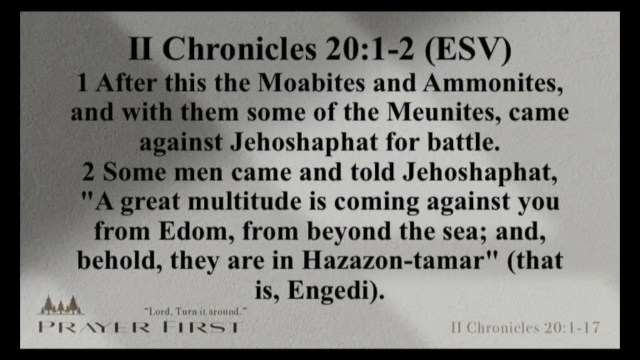 II Chronicles 20:1-2 (ESV)
1 After this the Moabites and Ammonites,
and with them some of the Meunites, came
against Jehoshaphat for battle.
2 Some men came and told Jehoshaphat,
"A great multitude is coming against you
from Edom, from beyond the sea; and,
behold, they are in Hazazon-tamar" (that
is, Engedi).
"Lord, Turn it around."
PRAYER FIRST
II Chronicles 20:1-17